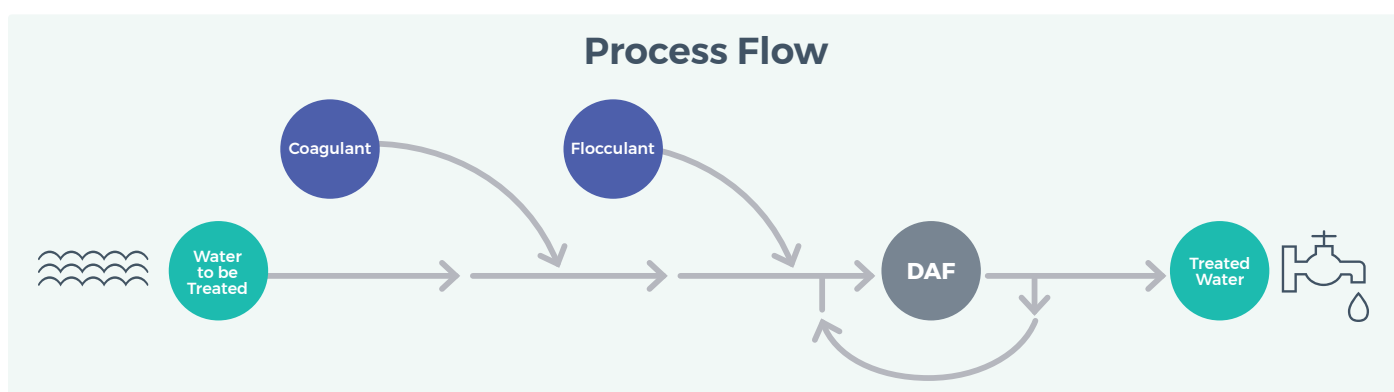 Process Flow
Coagulant
Flocculant
Water
to be
Treated
DAF
Treated
Water